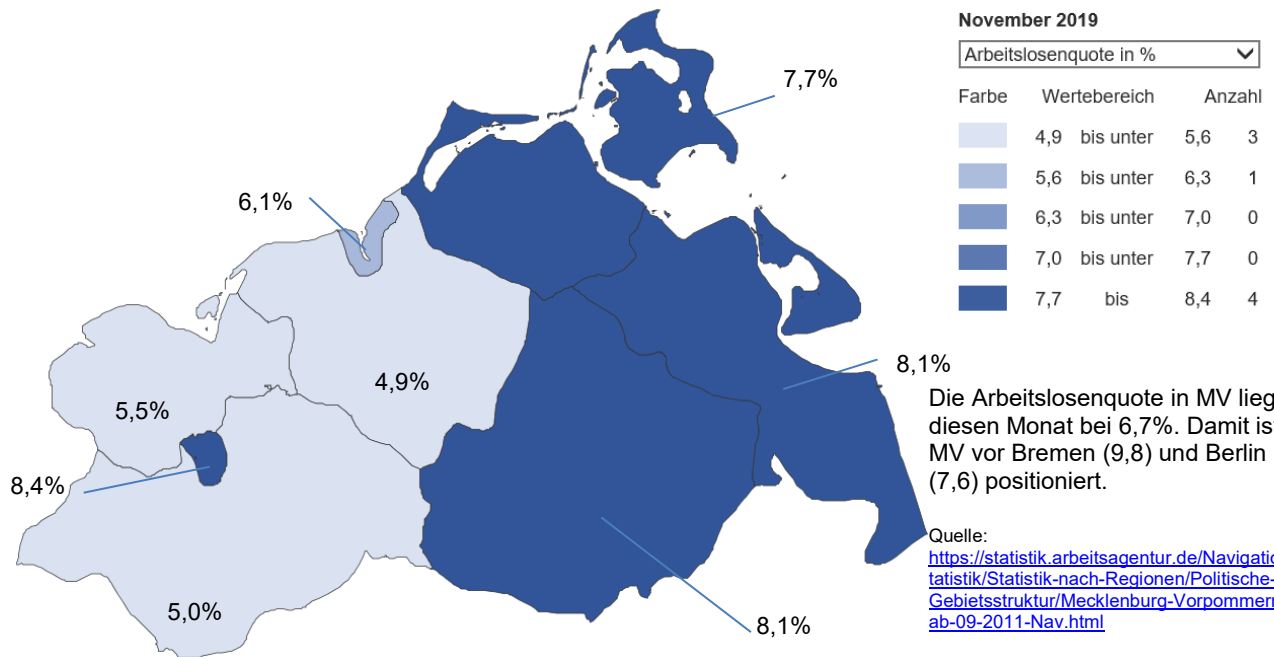 November 2019
Arbeitslosenquote in %
Farbe Wertebereich Anzahl
4,9 bis unter 5,6 3
5,6 bis unter 6,3 1
6,3 bis unter 7,0 0
7,0 bis unter 7,7 0
7,7 bis 8,4 4
7,7%
6,1%
8,1%
4,9%
5,5%
8,4%
5,0%
8,1%
Die Arbeitslosenquote in MV lieg
diesen Monat bei 6,7%. Damit is
MV vor Bremen (9,8) und Berlin
(7,6) positioniert.
Quelle:
https://statistik.arbeitsagentur.de/Navigatio
tatistik/Statistik-nach-Regionen/Politische-
Gebietsstruktur/Mecklenburg-Vorpommer
ab-09-2011-Nav.html